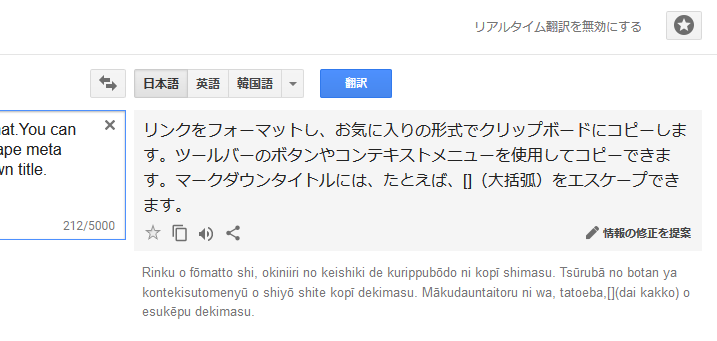 リアルタイム翻訳を無効にする
日本語 英語 韓国語 翻訳
at.You can
ape meta
n title.
212/5000
リンクをフォーマットし、お気に入りの形式でクリップボードにコピーしま
す。ツールバーのボタンやコンテキストメニューを使用してコピーできま
す。マークダウンタイトルには、たとえば、[]（大括弧）をエスケープでき
ます。
情報の修正を提案
Rinku o fōmatto shi, okiniiri no keishiki de kurippubōdo ni kopī shimasu. Tsūrubā no botan ya
kontekisutomenyū o shiyō shite kopī dekimasu. Mākudauntaitoru ni wa, tatoeba,[](dai kakko) o
esukēpu dekimasu.